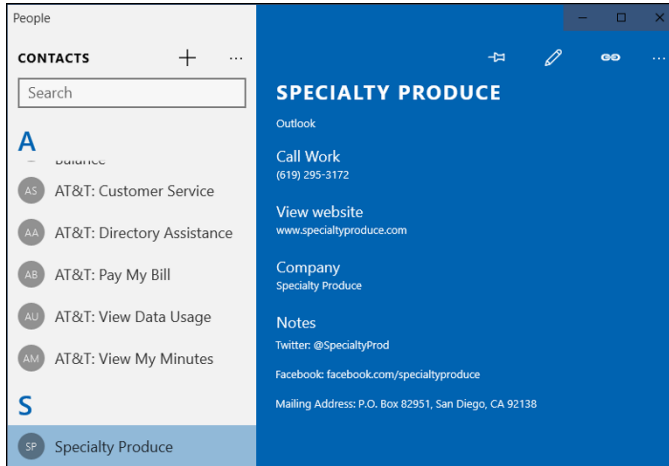 People
CONTACTS
Search
A
AS AT&T: Customer Service
AA AT&T: Directory Assistance
AB AT&T: Pay My Bill
AU AT&T: View Data Usage
AM AT&T: View My Minutes
S
SP Specialty Produce
SPECIALTY PRODUCE
Outlook
Call Work
(619) 295-3172
View website
www.specialtyproduce.com
Company
Specialty Produce
Notes
Twitter: @SpecialtyProd
Facebook: facebook.com/specialtyproduce
Mailing Address: P.O. Box 82951, San Diego, CA 92138